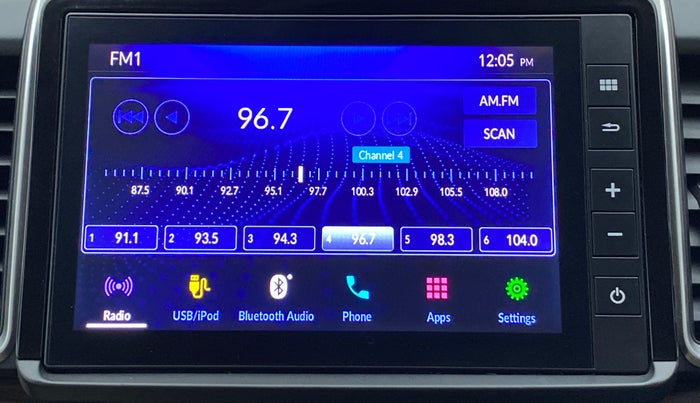 FM1 12:05 PM
96.7
AM.FM
SCAN
Channel 4
87.5 90.1 92.7 95.1 97.7 100.3 102.9 105.5 108.0
1 91.1 2 93.5 3 94.3 4 96.7 5 98.3 6 104.0
Radio USB/iPod Bluetooth Audio Phone Apps Settings